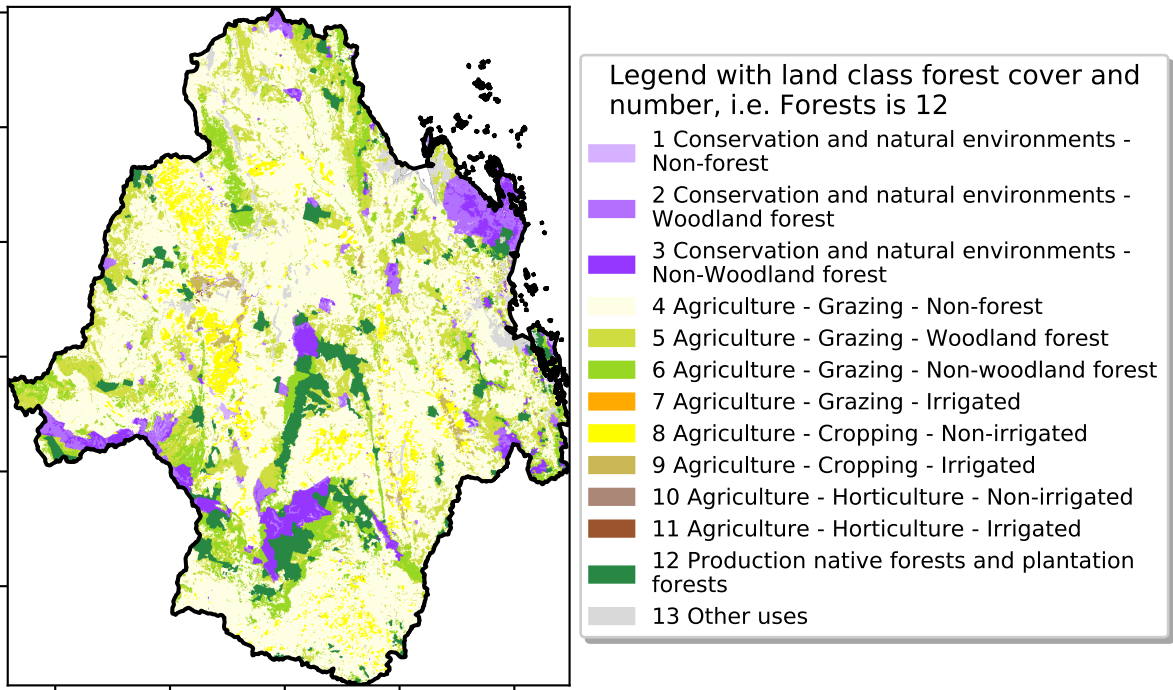 Legend with land class forest cover and
number, i.e. Forests is 12
1 Conservation and natural environments -
Non-forest
2 Conservation and natural environments -
Woodland forest
3 Conservation and natural environments -
Non-Woodland forest
4 Agriculture - Grazing - Non-forest
5 Agriculture - Grazing - Woodland forest
6 Agriculture - Grazing - Non-woodland forest
7 Agriculture - Grazing - Irrigated
8 Agriculture - Cropping - Non-irrigated
9 Agriculture - Cropping - Irrigated
10 Agriculture - Horticulture - Non-irrigated
11 Agriculture - Horticulture - Irrigated
12 Production native forests and plantation
forests
13 Other uses